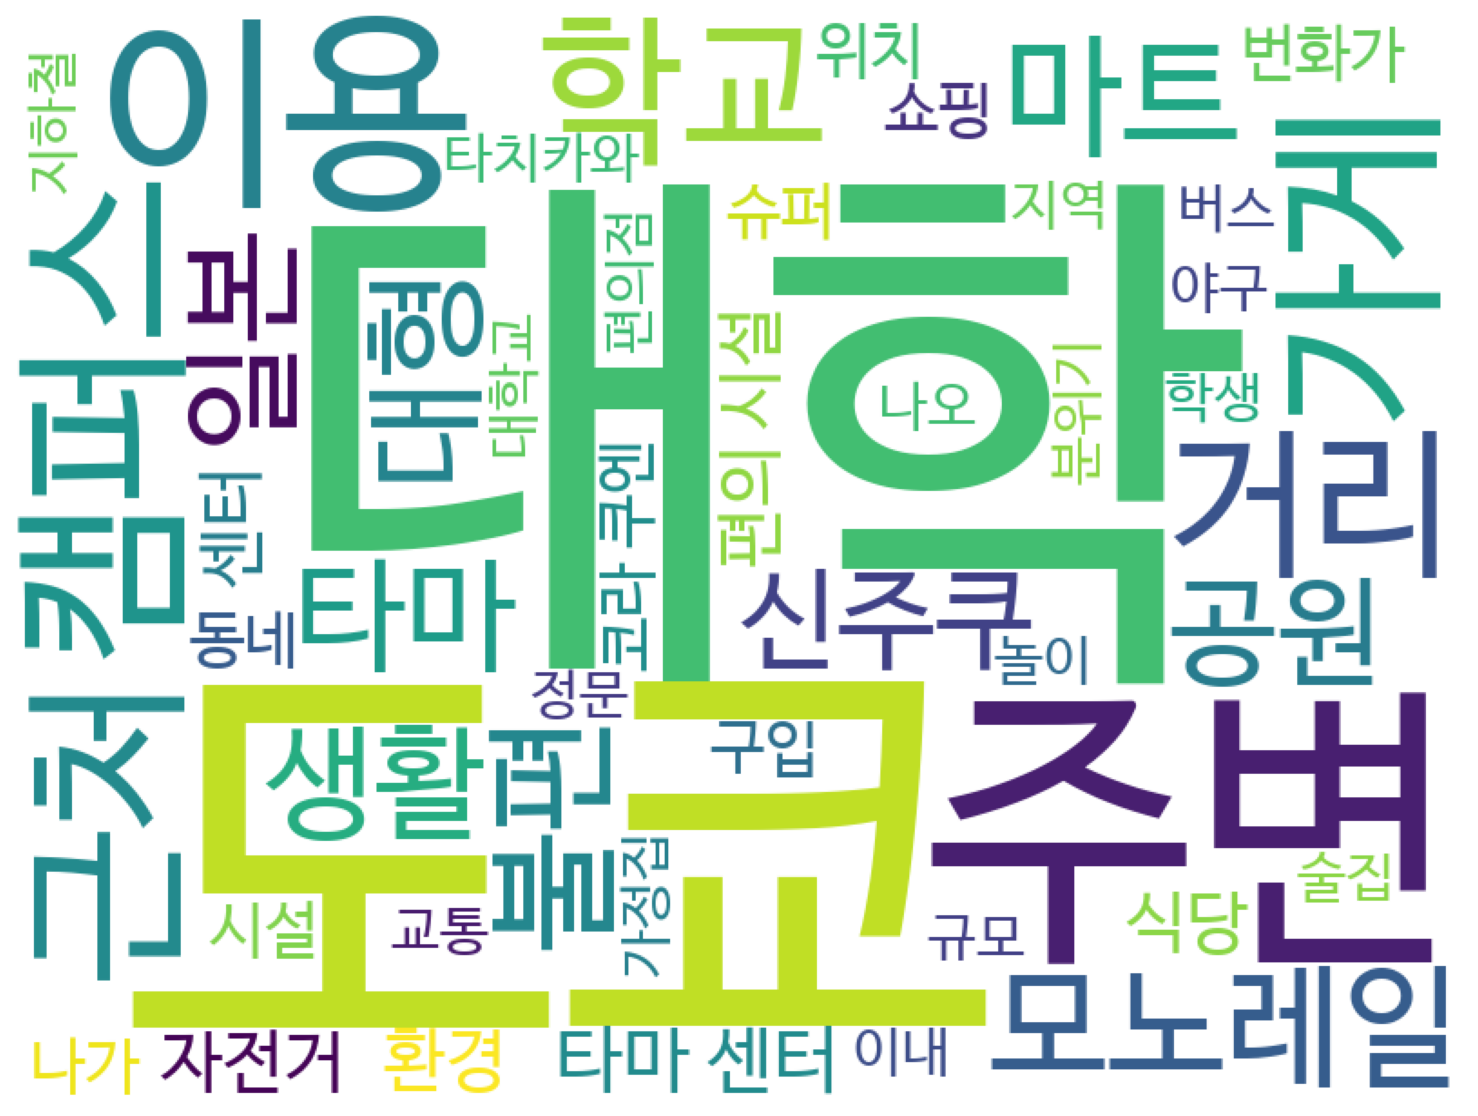 지하철
이용
학교
위치
쇼핑
마트
번화가
타치카와
캠퍼스
일본
대형
대학교
편의점
대학
슈퍼
지역
버스
야구
가게
나오
편의 시설
분위기
학생
거리
센터
동네
타마
코라 쿠엔
신주쿠
놀이
공원
근처
도쿄
생활
불편
정문
구입
주변
시설
교통
가정집
규모
식당
술집
나가
자전거
환경
타마 센터
이내
모노레일